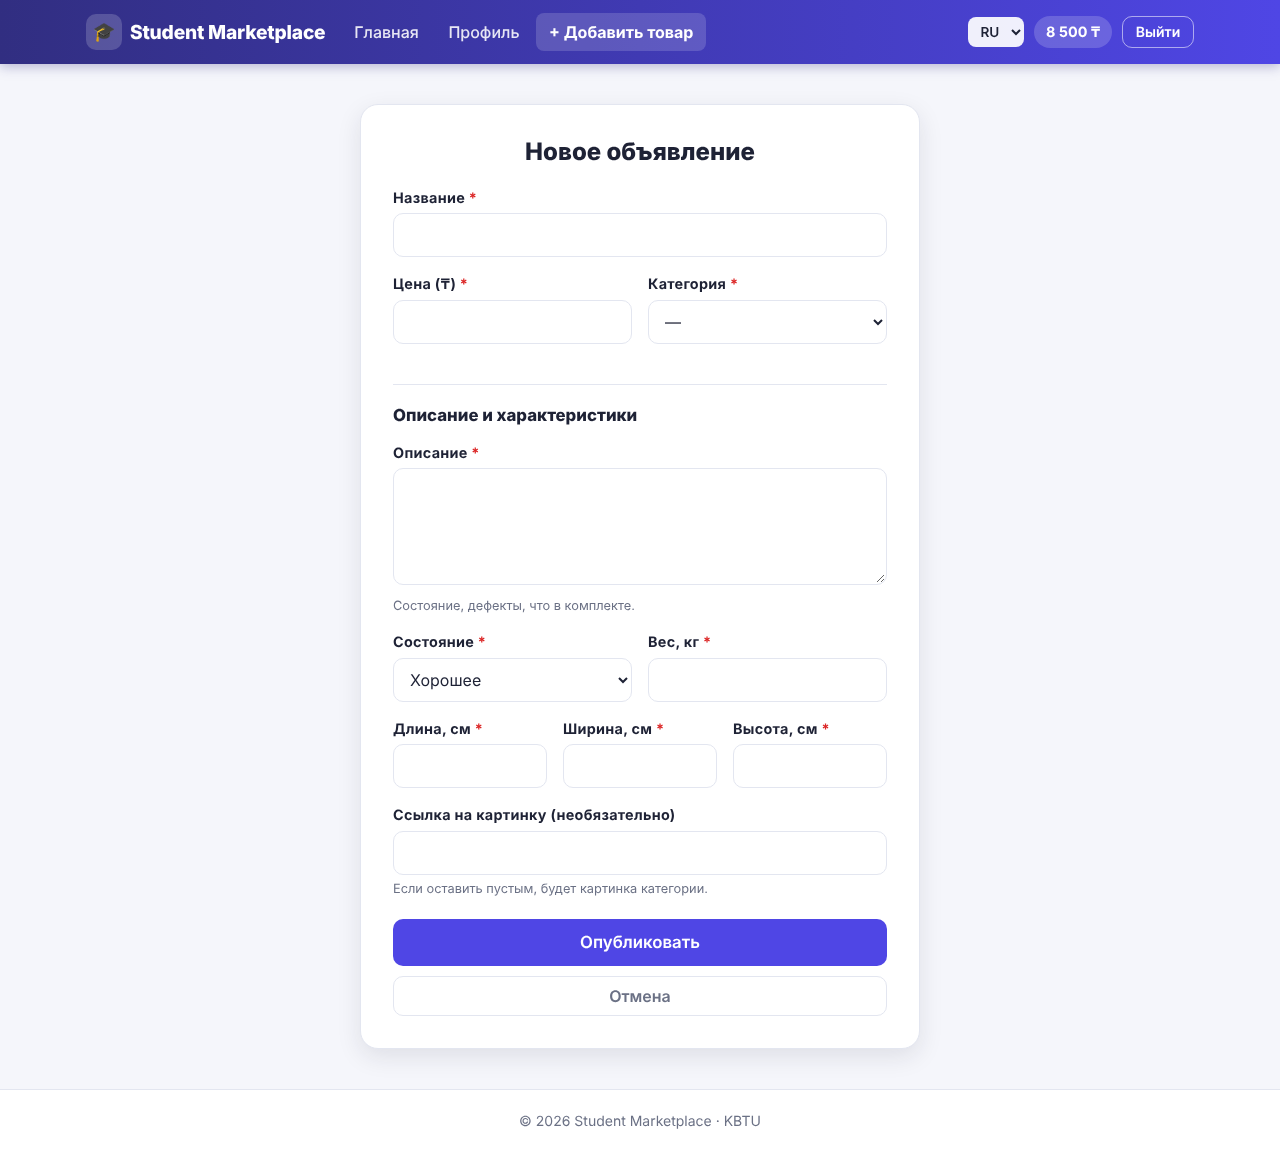 🎓 Student Marketplace Главная Профиль + Добавить товар RU 8 500 ₸ Выйти
Новое объявление
Название *
Цена (₸) * Категория *
—
Описание и характеристики
Описание *
Состояние, дефекты, что в комплекте.
Состояние * Вес, кг *
Хорошее
Длина, см * Ширина, см * Высота, см *
Ссылка на картинку (необязательно)
Если оставить пустым, будет картинка категории.
Опубликовать
Отмена
© 2026 Student Marketplace · KBTU